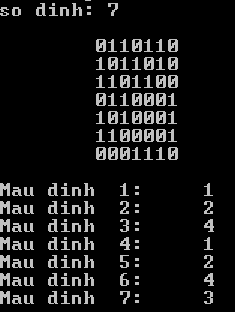 so dinh: 7
0110110
1011010
1101100
0110001
1010001
1100001
0001110
Mau dinh 1: 1
Mau dinh 2: 2
Mau dinh 3: 4
Mau dinh 4: 1
Mau dinh 5: 2
Mau dinh 6: 4
Mau dinh 7: 3